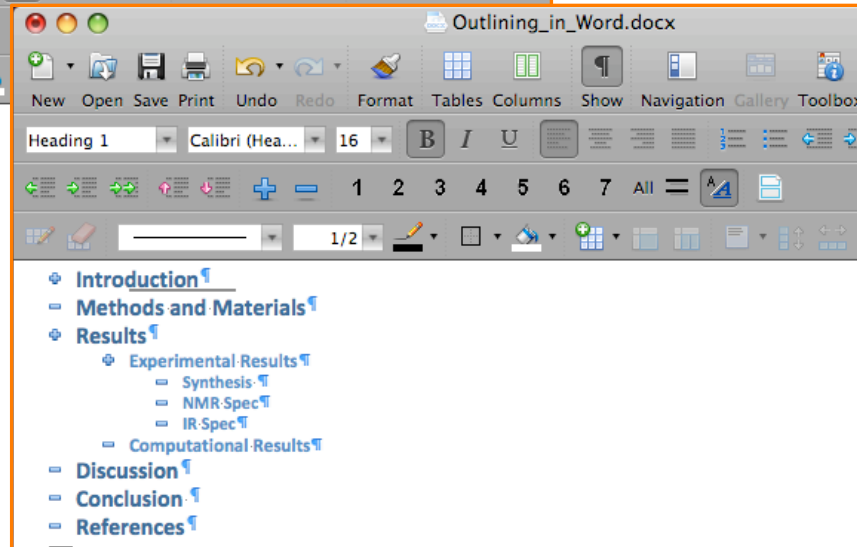 Outlining_in_Word.docx
New Open Save Print Undo Redo Format Tables Columns Show Navigation Gallery Toolbox
Heading 1 Calibri (Hea... 16 B I U
1 2 3 4 5 6 7 All A A
1/2
Introduction¶
Methods and Materials¶
Results¶
Experimental Results¶
Synthesis ¶
NMR Spec¶
IR Spec¶
Computational Results¶
Discussion¶
Conclusion ¶
References¶